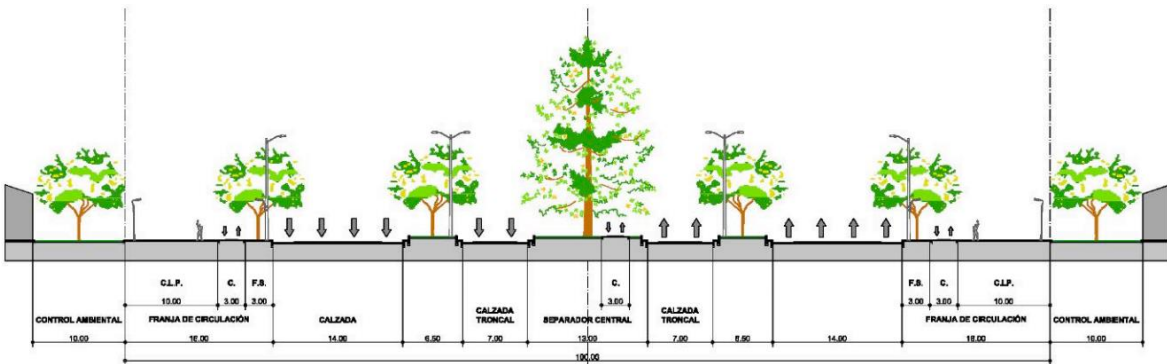 C.L.P. C. F.S. C. F.S. C. C.L.P.
10.00 3.00 3.00 3.00 3.00 3.00 10.00
CONTROL AMBIENTAL FRANJA DE CIRCULACIÓN CALZADA CALZADA TRONCAL SEPARADOR CENTRAL CALZADA TRONCAL CALZADA FRANJA DE CIRCULACIÓN CONTROL AMBIENTAL
10.00 16.00 14.00 6.50 7.00 13.00 7.00 6.50 14.00 16.00 10.00
100.00